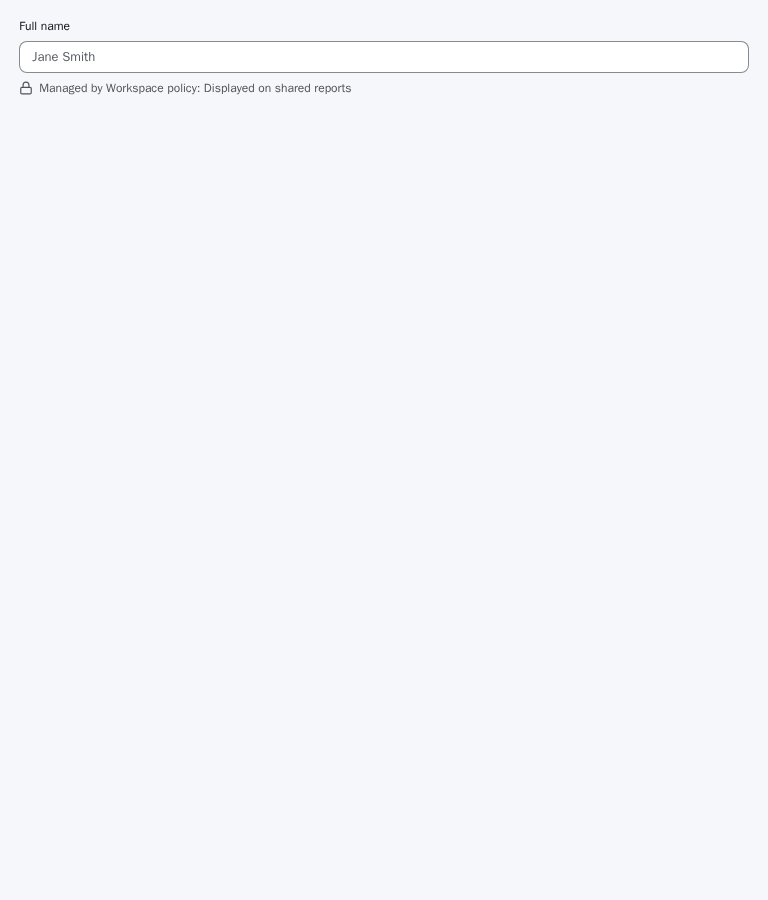 Full name
Jane Smith
Managed by Workspace policy: Displayed on shared reports